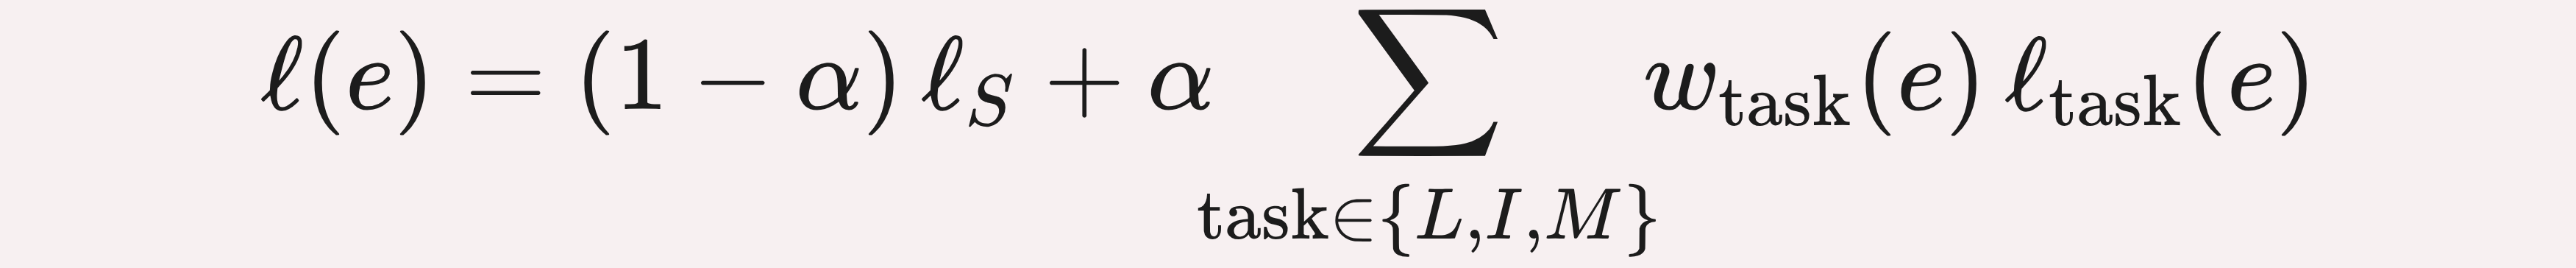 ℓ(e) = (1 − α) ℓ_S + α ∑_{task∈{L,I,M}} w_task(e) ℓ_task(e)